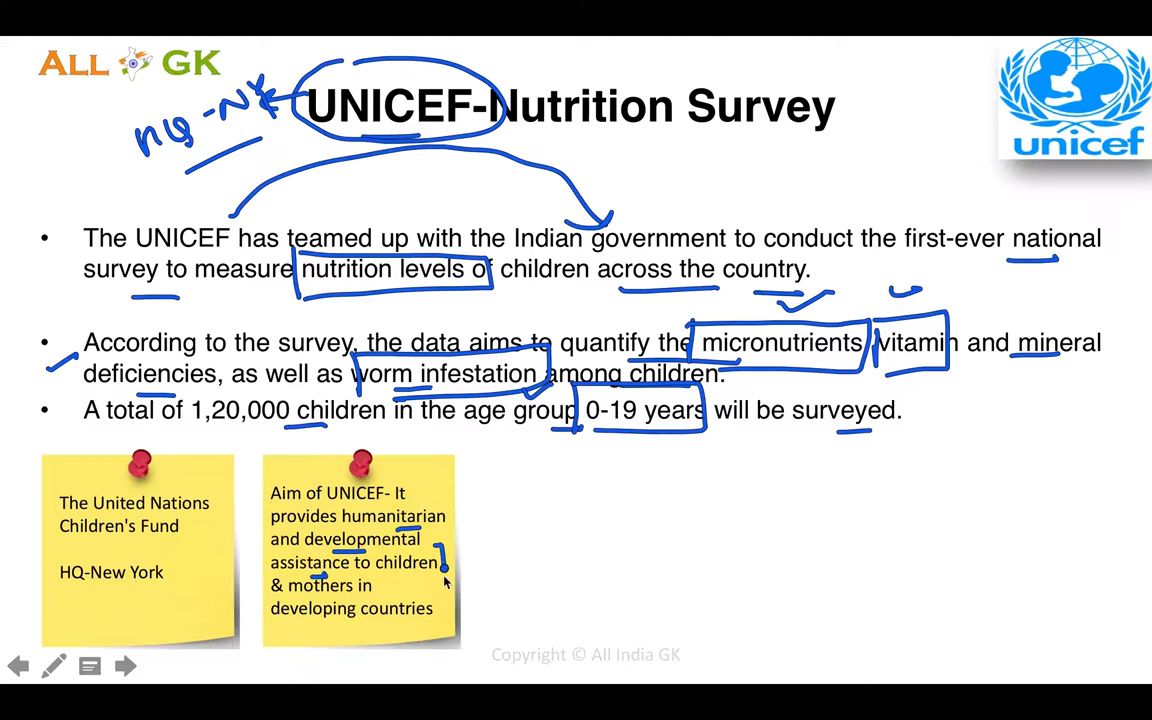 ALL GK
HQ-NY
UNICEF-Nutrition Survey
unicef
• The UNICEF has teamed up with the Indian government to conduct the first-ever national
survey to measure nutrition levels of children across the country.
• According to the survey, the data aims to quantify the micronutrients, vitamin and mineral
deficiencies, as well as worm infestation among children.
• A total of 1,20,000 children in the age group 0-19 years will be surveyed.
The United Nations
Children's Fund
HQ-New York
Aim of UNICEF- It
provides humanitarian
and developmental
assistance to children
& mothers in
developing countries
Copyright © All India GK